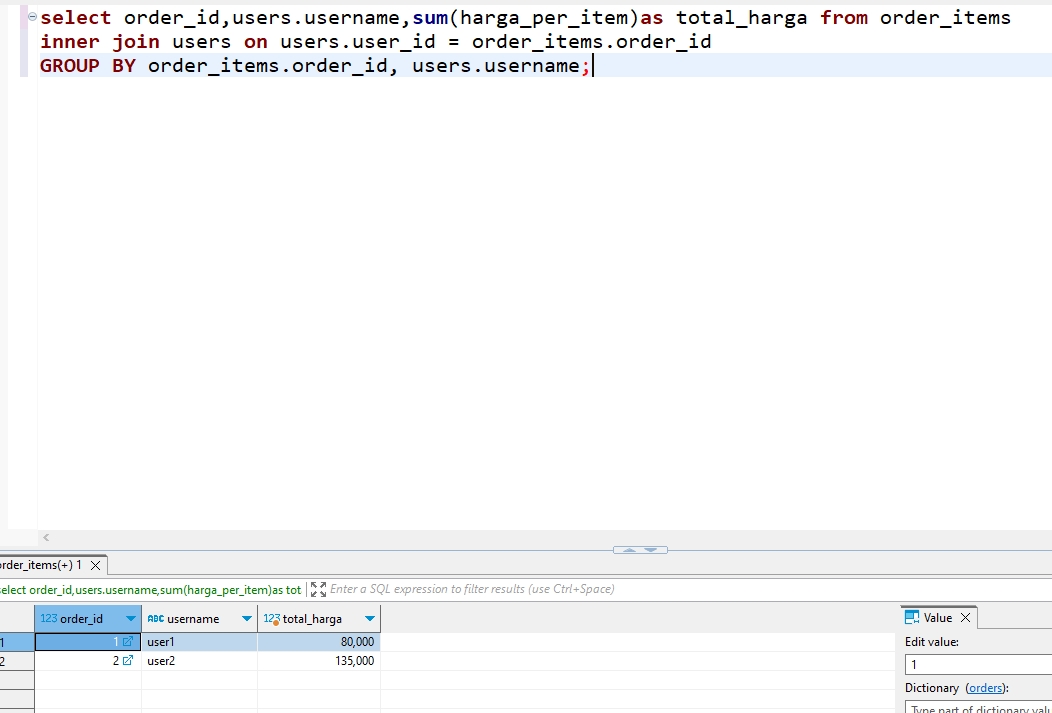 select order_id,users.username,sum(harga_per_item)as total_harga from order_items
inner join users on users.user_id = order_items.order_id
GROUP BY order_items.order_id, users.username;
order_items(+) 1
select order_id,users.username,sum(harga_per_item)as tot Enter a SQL expression to filter results (use Ctrl+Space)
123 order_id ABC username 123 total_harga
1 1 user1 80,000
2 2 user2 135,000
Value
Edit value:
1
Dictionary (orders):
Type part of dictionary valu